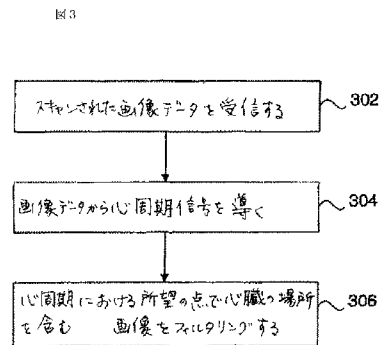 図3
スキャンされた画像データを受信する
302
画像データから心周期信号を導く
304
心周期における所望の点で心臓の場所
を含む 画像をフィルタリングする
306